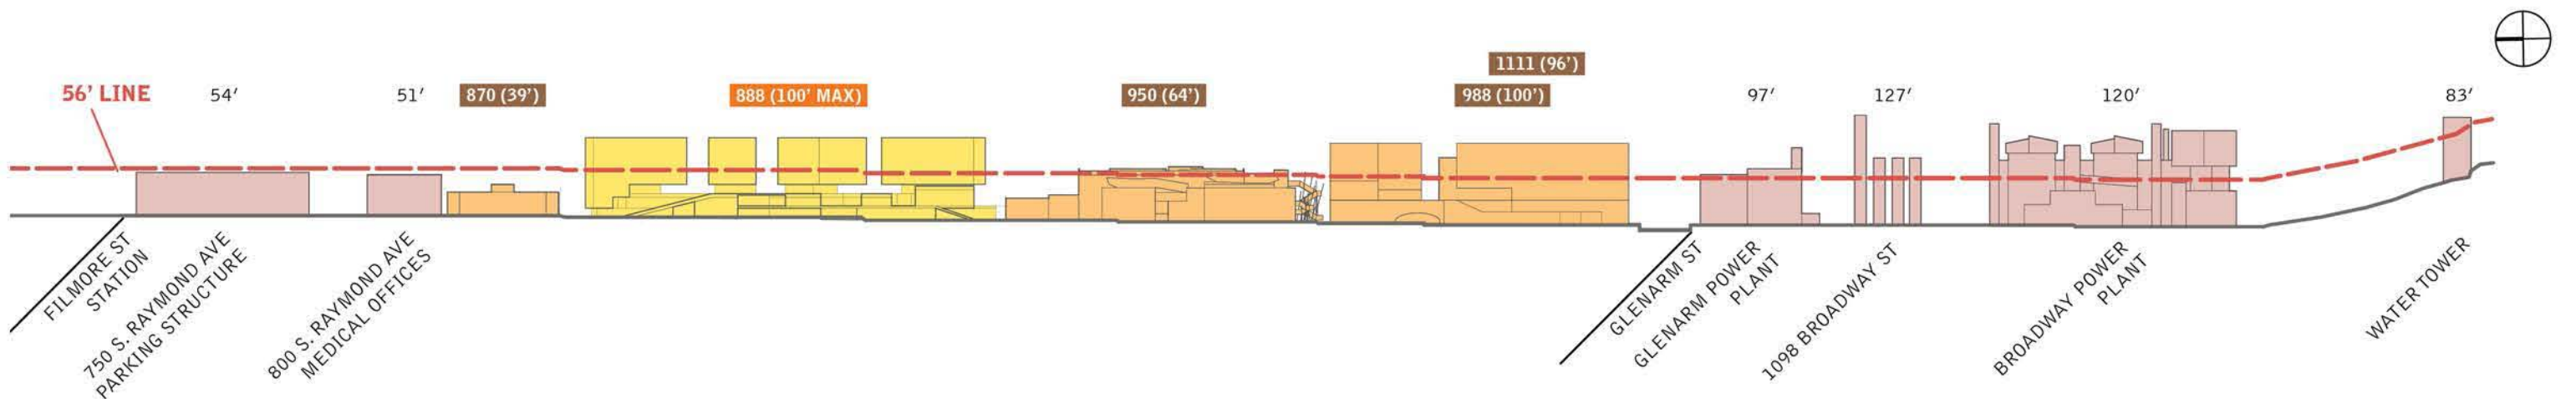 1111 (96’)
56’ LINE
54’
51’
870 (39’)
888 (100’ MAX)
950 (64’)
988 (100’)
97’
127’
120’
83’
FILMORE ST
STATION
750 S. RAYMOND AVE
PARKING STRUCTURE
800 S. RAYMOND AVE
MEDICAL OFFICES
GLENARM ST
GLENARM POWER
PLANT
1098 BROADWAY ST
BROADWAY POWER
PLANT
WATER TOWER